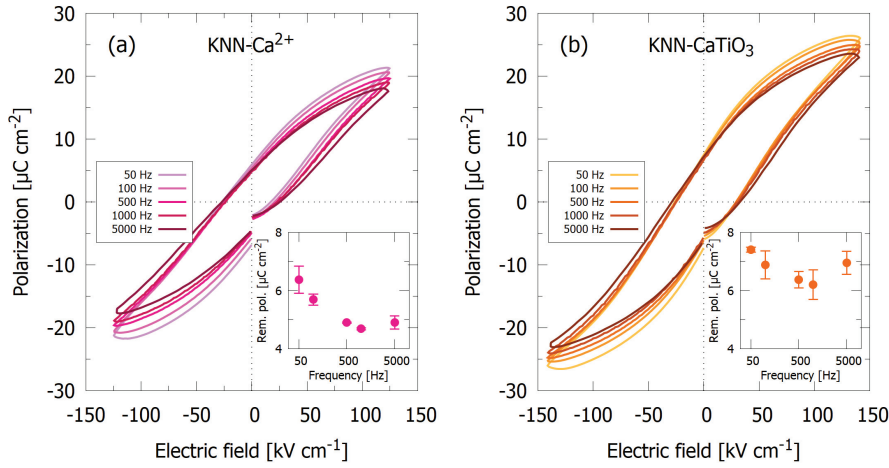 (a) KNN-Ca²⁺
Polarization [µC cm⁻²]
30
20
10
0
-10
-20
-30
50 Hz
100 Hz
500 Hz
1000 Hz
5000 Hz
Rem. pol. [µC cm⁻²]
8
6
4
50 500 5000
Frequency [Hz]
-150 -100 -50 0 50 100 150
Electric field [kV cm⁻¹]
(b) KNN-CaTiO₃
Polarization [µC cm⁻²]
30
20
10
0
-10
-20
-30
50 Hz
100 Hz
500 Hz
1000 Hz
5000 Hz
Rem. pol. [µC cm⁻²]
8
6
4
50 500 5000
Frequency [Hz]
-150 -100 -50 0 50 100 150
Electric field [kV cm⁻¹]